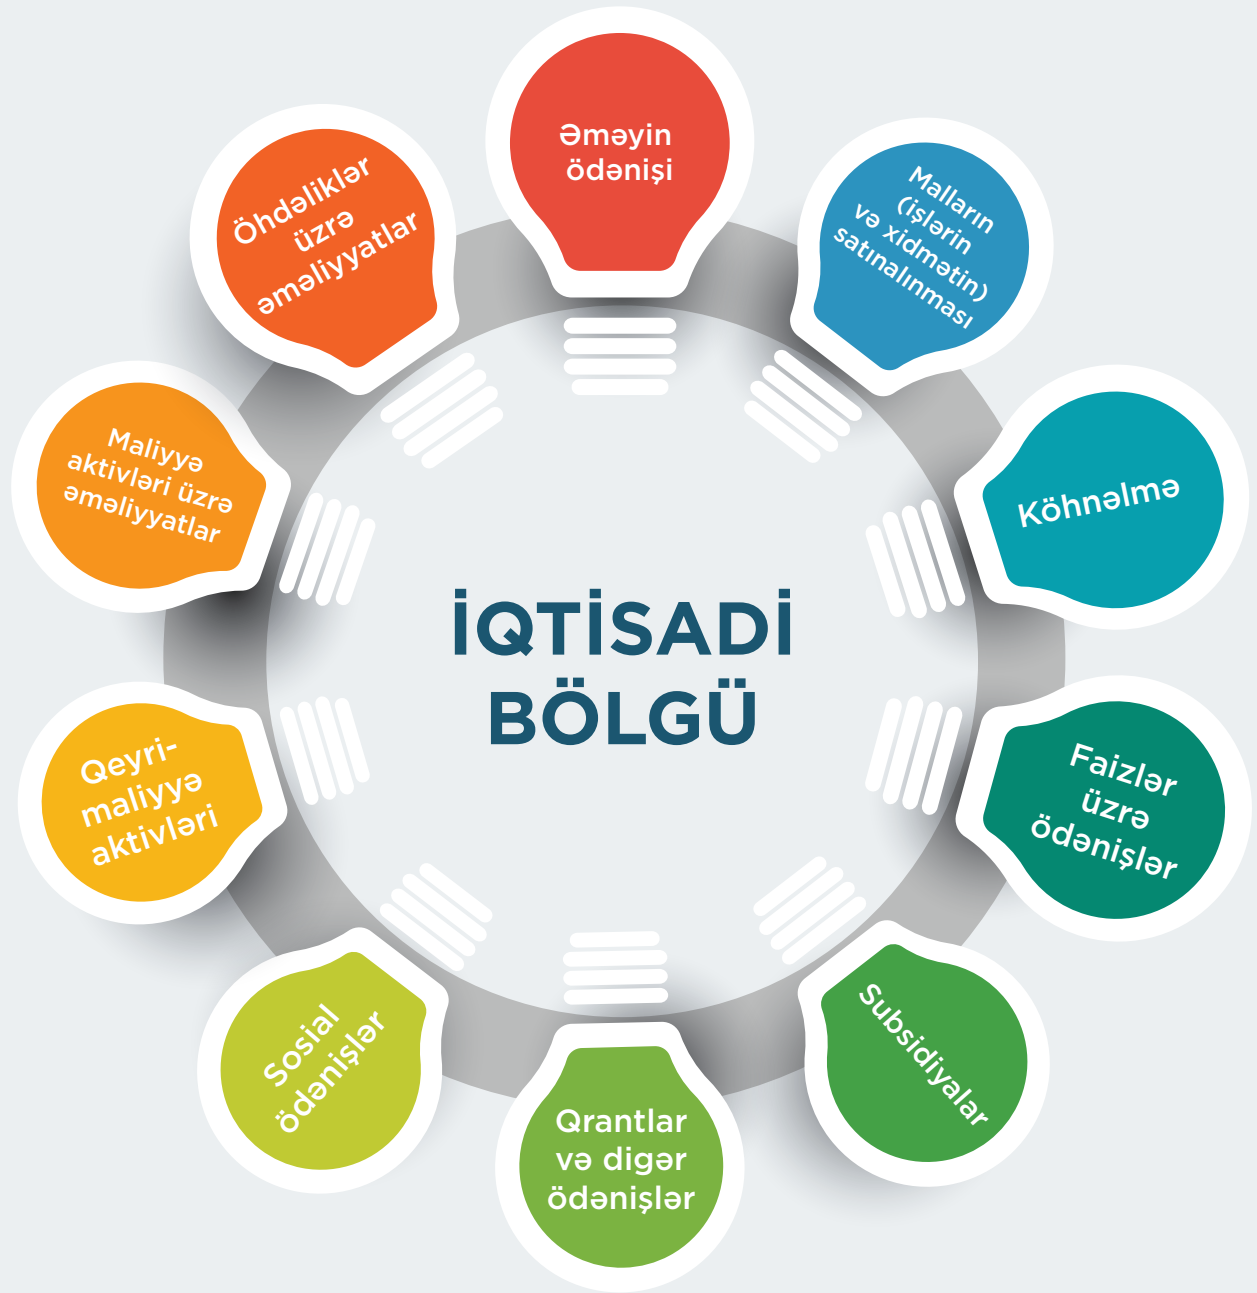 Əməyin
ödənişi
Malların
(işlərin
və xidmətin)
satınalınması
Köhnəlmə
Faizlər
üzrə
ödənişlər
Subsidiyalar
Qrantlar
və digər
ödənişlər
Sosial
ödənişlər
Qeyri-
maliyyə
aktivləri
Maliyyə
aktivləri üzrə
əməliyyatlar
Öhdəliklər
üzrə
əməliyyatlar
İQTİSADİ
BÖLGÜ